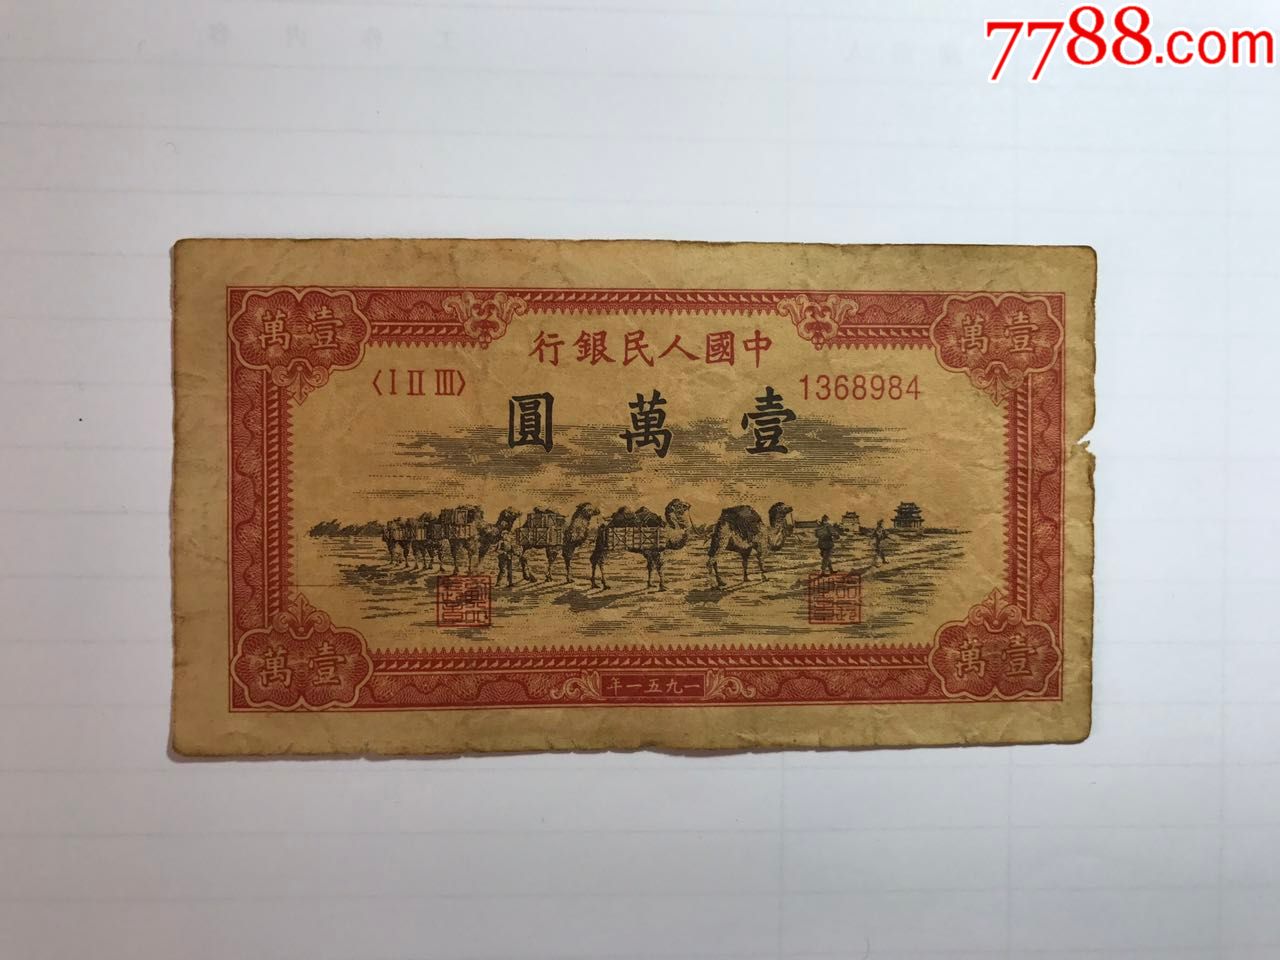 7788.com
壹萬
壹萬
中國人民銀行
〈I II III〉
1368984
壹萬圓
壹萬
壹萬
一九五一年